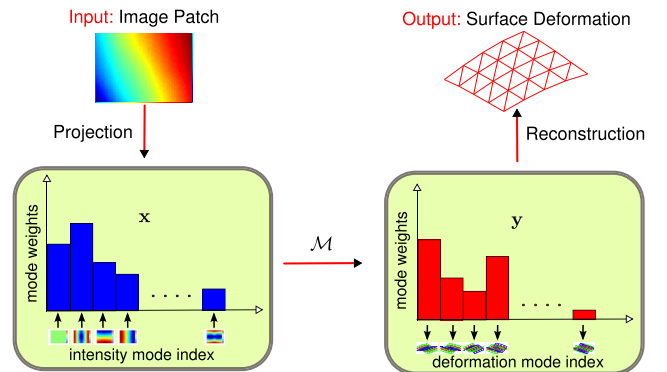 Input: Image Patch
Output: Surface Deformation
Projection
Reconstruction
mode weights
x
. . . .
intensity mode index
M
mode weights
y
. . . .
deformation mode index